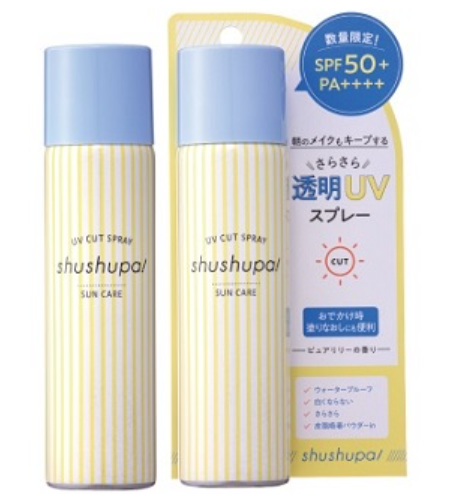 UV CUT SPRAY
shushupa!
SUN CARE
UV CUT SPRAY
shushupa!
SUN CARE
数量限定!
SPF50+
PA++++
朝のメイクもキープする
さらさら
透明UV
スプレー
CUT
おでかけ時
塗りなおしにも便利
ピュアリリーの香り
ウォータープルーフ
白くならない
さらさら
皮脂吸着パウダーin
shushupa!